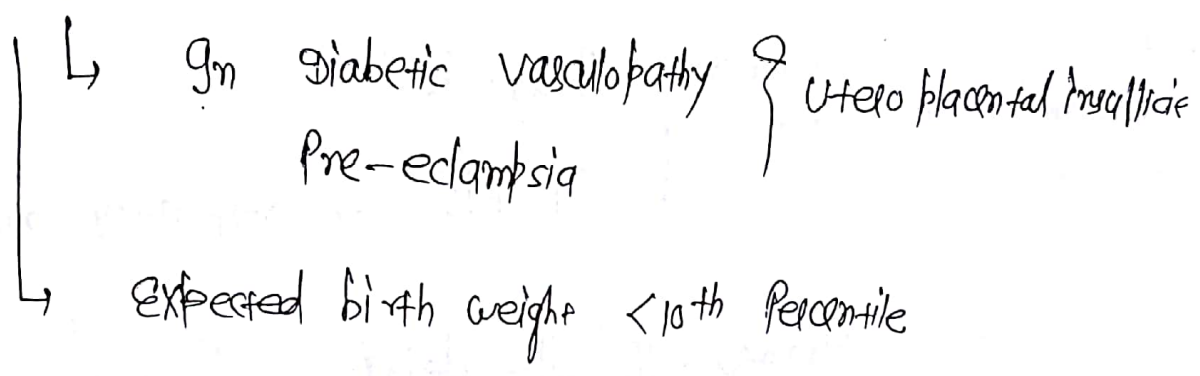 ↳ In Diabetic vasculopathy } Utero placental Insufficie
Pre-eclampsia
↳ Expected birth weight <10th Percentile